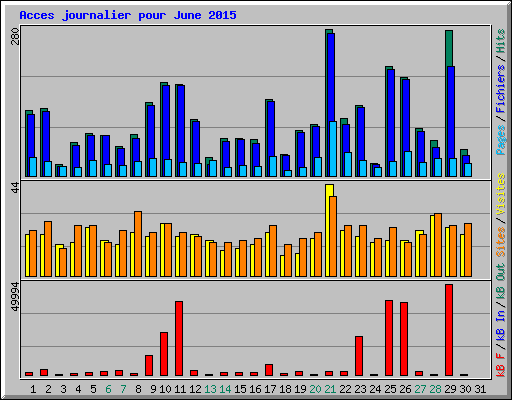 Acces journalier pour June 2015
280
Pages / Fichiers / Hits
44
Sites / Visites
49994
kB F / kB In / kB Out
1 2 3 4 5 6 7 8 9 10 11 12 13 14 15 16 17 18 19 20 21 22 23 24 25 26 27 28 29 30 31